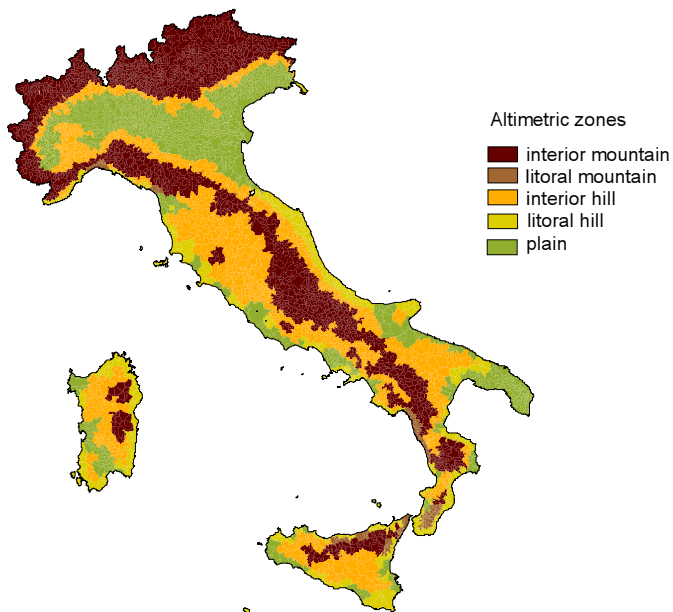 Altimetric zones
interior mountain
litoral mountain
interior hill
litoral hill
plain